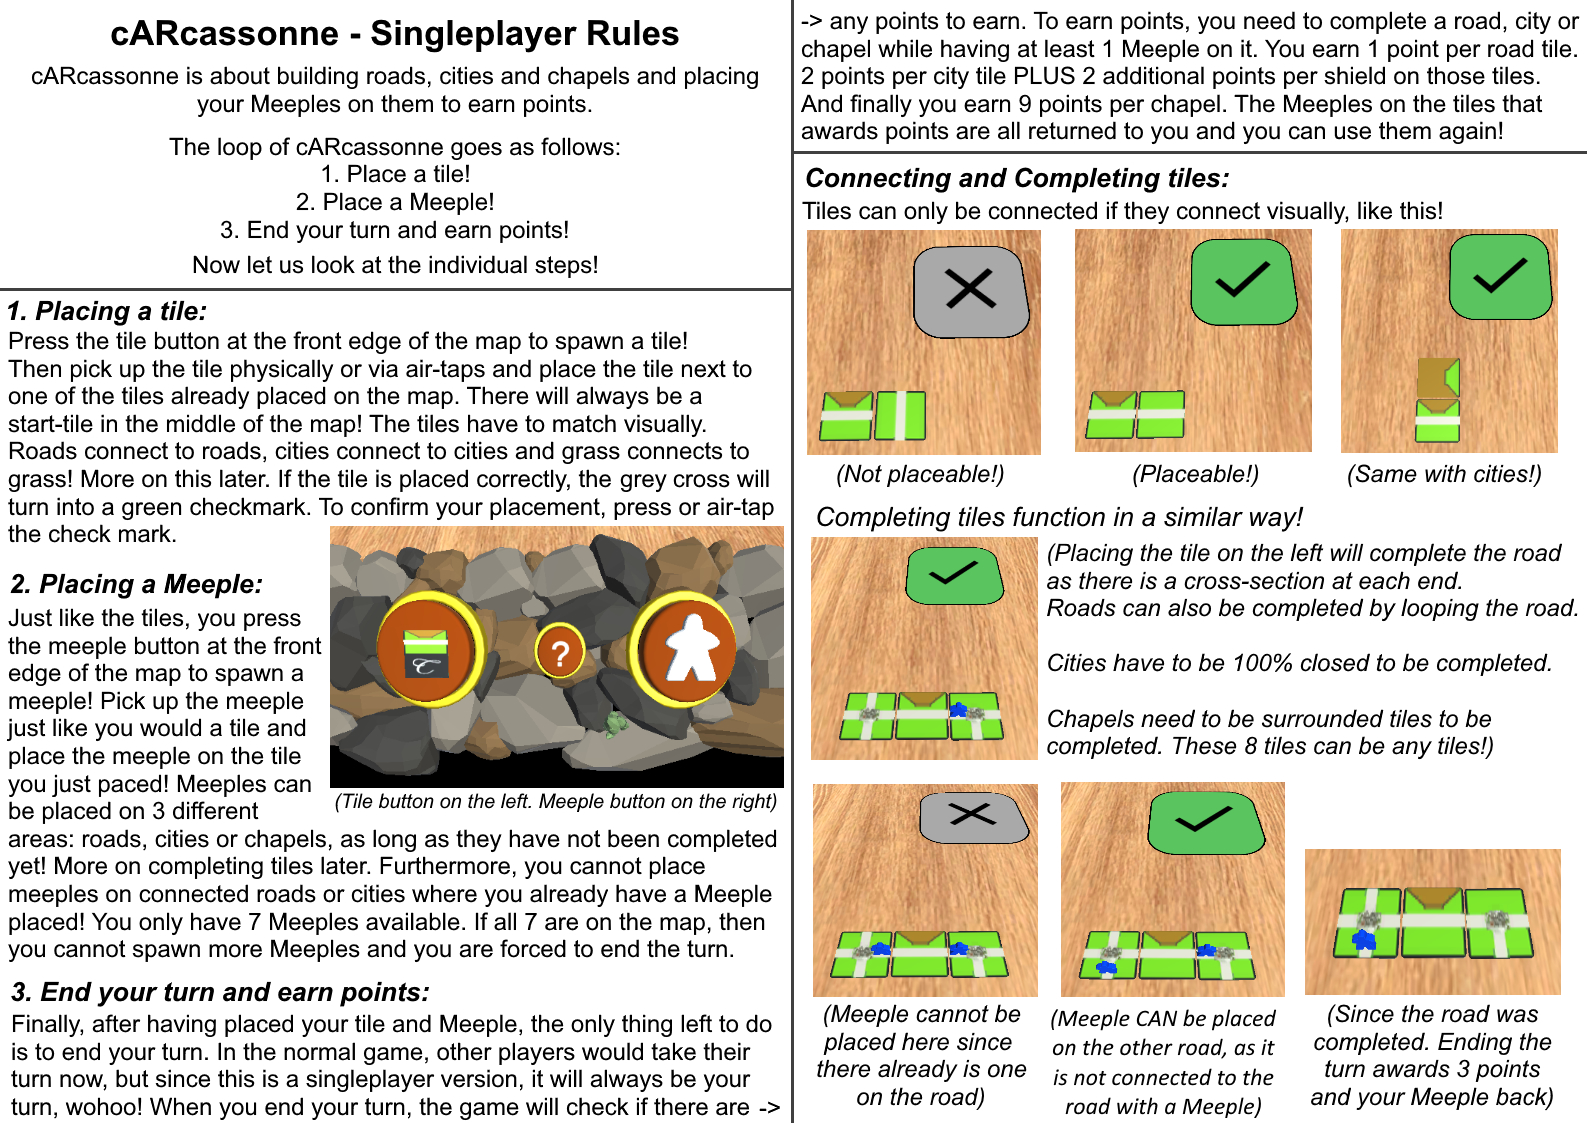 cARcassonne - Singleplayer Rules
cARcassonne is about building roads, cities and chapels and placing
your Meeples on them to earn points.
The loop of cARcassonne goes as follows:
1. Place a tile!
2. Place a Meeple!
3. End your turn and earn points!
Now let us look at the individual steps!
1. Placing a tile:
Press the tile button at the front edge of the map to spawn a tile!
Then pick up the tile physically or via air-taps and place the tile next to
one of the tiles already placed on the map. There will always be a
start-tile in the middle of the map! The tiles have to match visually.
Roads connect to roads, cities connect to cities and grass connects to
grass! More on this later. If the tile is placed correctly, the grey cross will
turn into a green checkmark. To confirm your placement, press or air-tap
the check mark.
2. Placing a Meeple:
Just like the tiles, you press
the meeple button at the front
edge of the map to spawn a
meeple! Pick up the meeple
just like you would a tile and
place the meeple on the tile
you just paced! Meeples can
be placed on 3 different
areas: roads, cities or chapels, as long as they have not been completed
yet! More on completing tiles later. Furthermore, you cannot place
meeples on connected roads or cities where you already have a Meeple
placed! You only have 7 Meeples available. If all 7 are on the map, then
you cannot spawn more Meeples and you are forced to end the turn.
C
?
(Tile button on the left. Meeple button on the right)
3. End your turn and earn points:
Finally, after having placed your tile and Meeple, the only thing left to do
is to end your turn. In the normal game, other players would take their
turn now, but since this is a singleplayer version, it will always be your
turn, wohoo! When you end your turn, the game will check if there are ->
-> any points to earn. To earn points, you need to complete a road, city or
chapel while having at least 1 Meeple on it. You earn 1 point per road tile.
2 points per city tile PLUS 2 additional points per shield on those tiles.
And finally you earn 9 points per chapel. The Meeples on the tiles that
awards points are all returned to you and you can use them again!
Connecting and Completing tiles:
Tiles can only be connected if they connect visually, like this!
(Not placeable!)
(Placeable!)
(Same with cities!)
Completing tiles function in a similar way!
(Placing the tile on the left will complete the road
as there is a cross-section at each end.
Roads can also be completed by looping the road.
Cities have to be 100% closed to be completed.
Chapels need to be surrounded tiles to be
completed. These 8 tiles can be any tiles!)
(Meeple cannot be
placed here since
there already is one
on the road)
(Meeple CAN be placed
on the other road, as it
is not connected to the
road with a Meeple)
(Since the road was
completed. Ending the
turn awards 3 points
and your Meeple back)